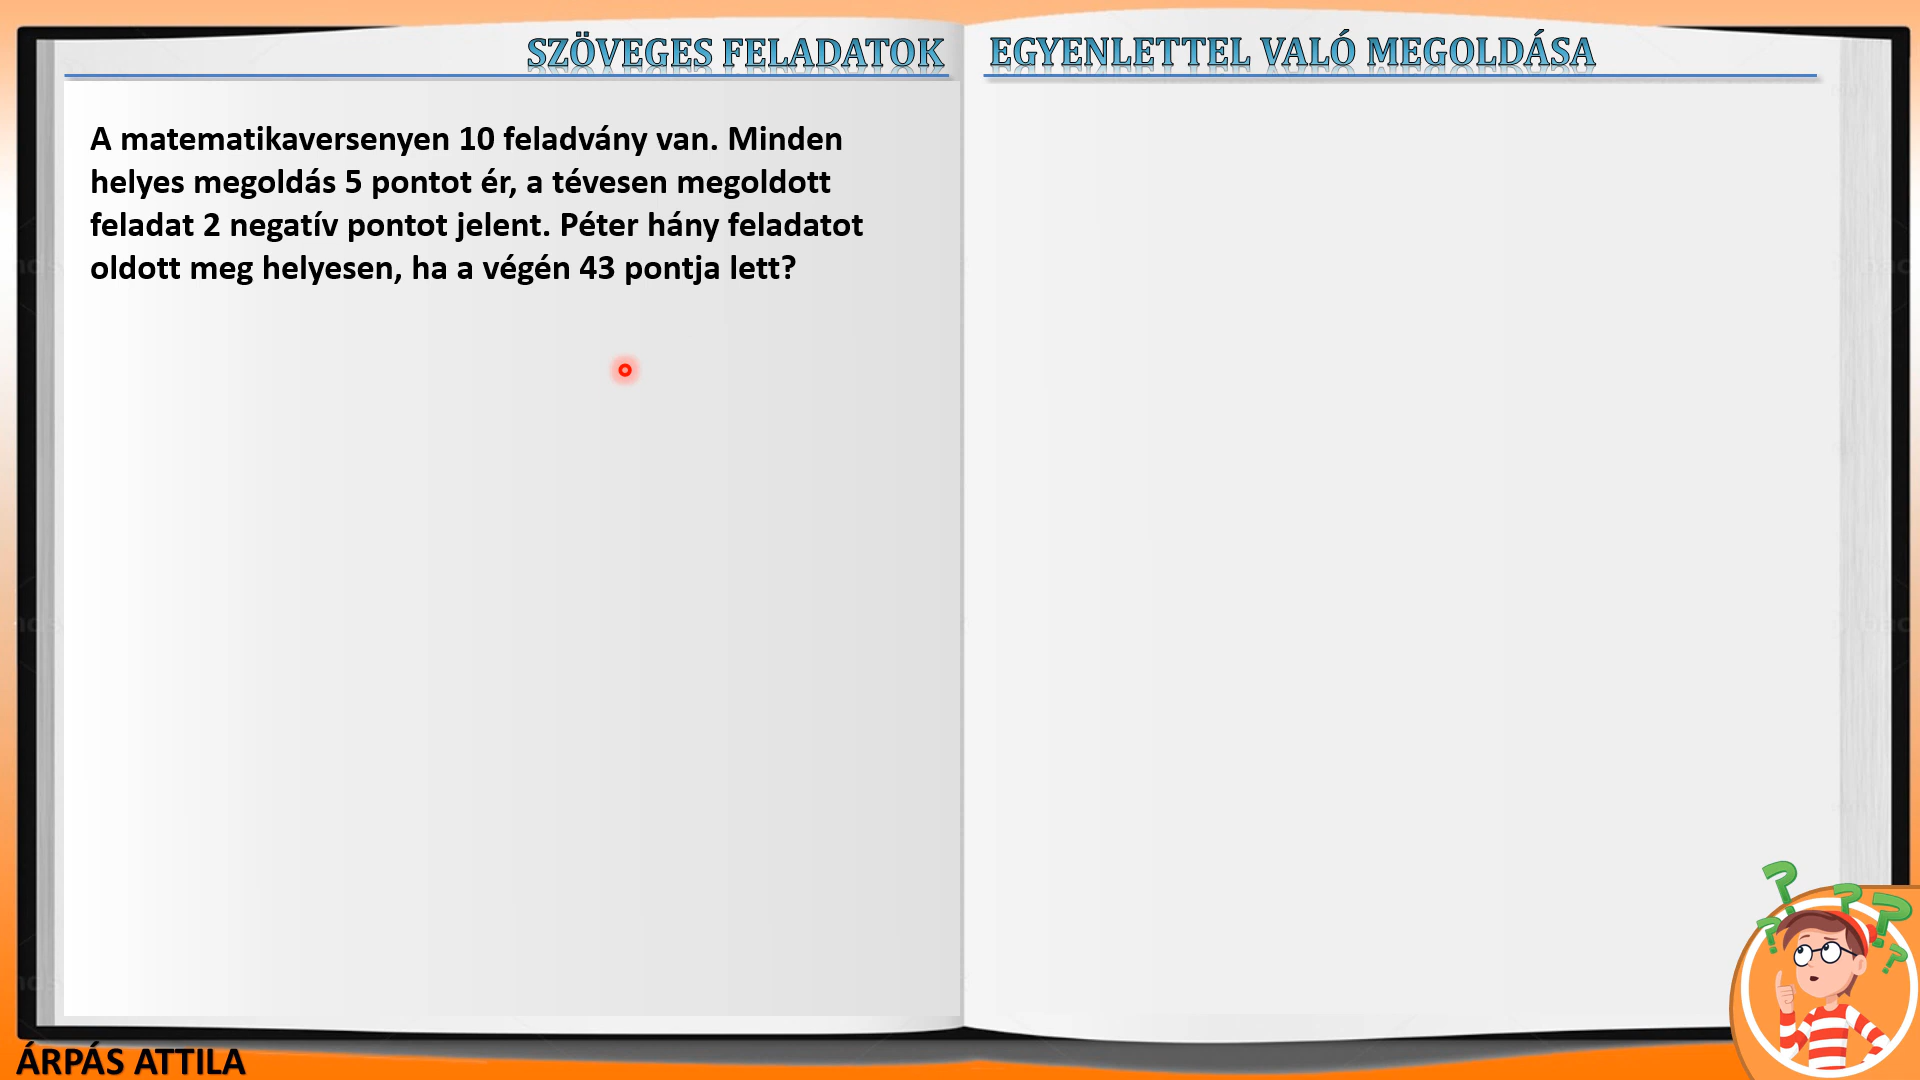 SZÖVEGES FELADATOK
EGYENLETTEL VALÓ MEGOLDÁSA
A matematikaversenyen 10 feladvány van. Minden
helyes megoldás 5 pontot ér, a tévesen megoldott
feladat 2 negatív pontot jelent. Péter hány feladatot
oldott meg helyesen, ha a végén 43 pontja lett?
ÁRPÁS ATTILA